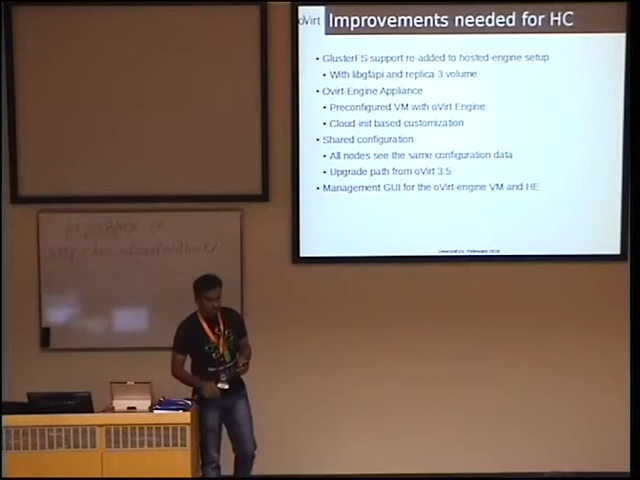 oVirt
Improvements needed for HC
• GlusterFS support re-added to hosted-engine setup
• With libgfapi and replica 3 volume
• Ovirt-Engine Appliance
• Preconfigured VM with oVirt Engine
• Cloud-init based customization
• Shared configuration
• All nodes see the same configuration data
• Upgrade path from oVirt 3.5
• Management GUI for the oVirt-engine VM and HE
FEEDBACK to